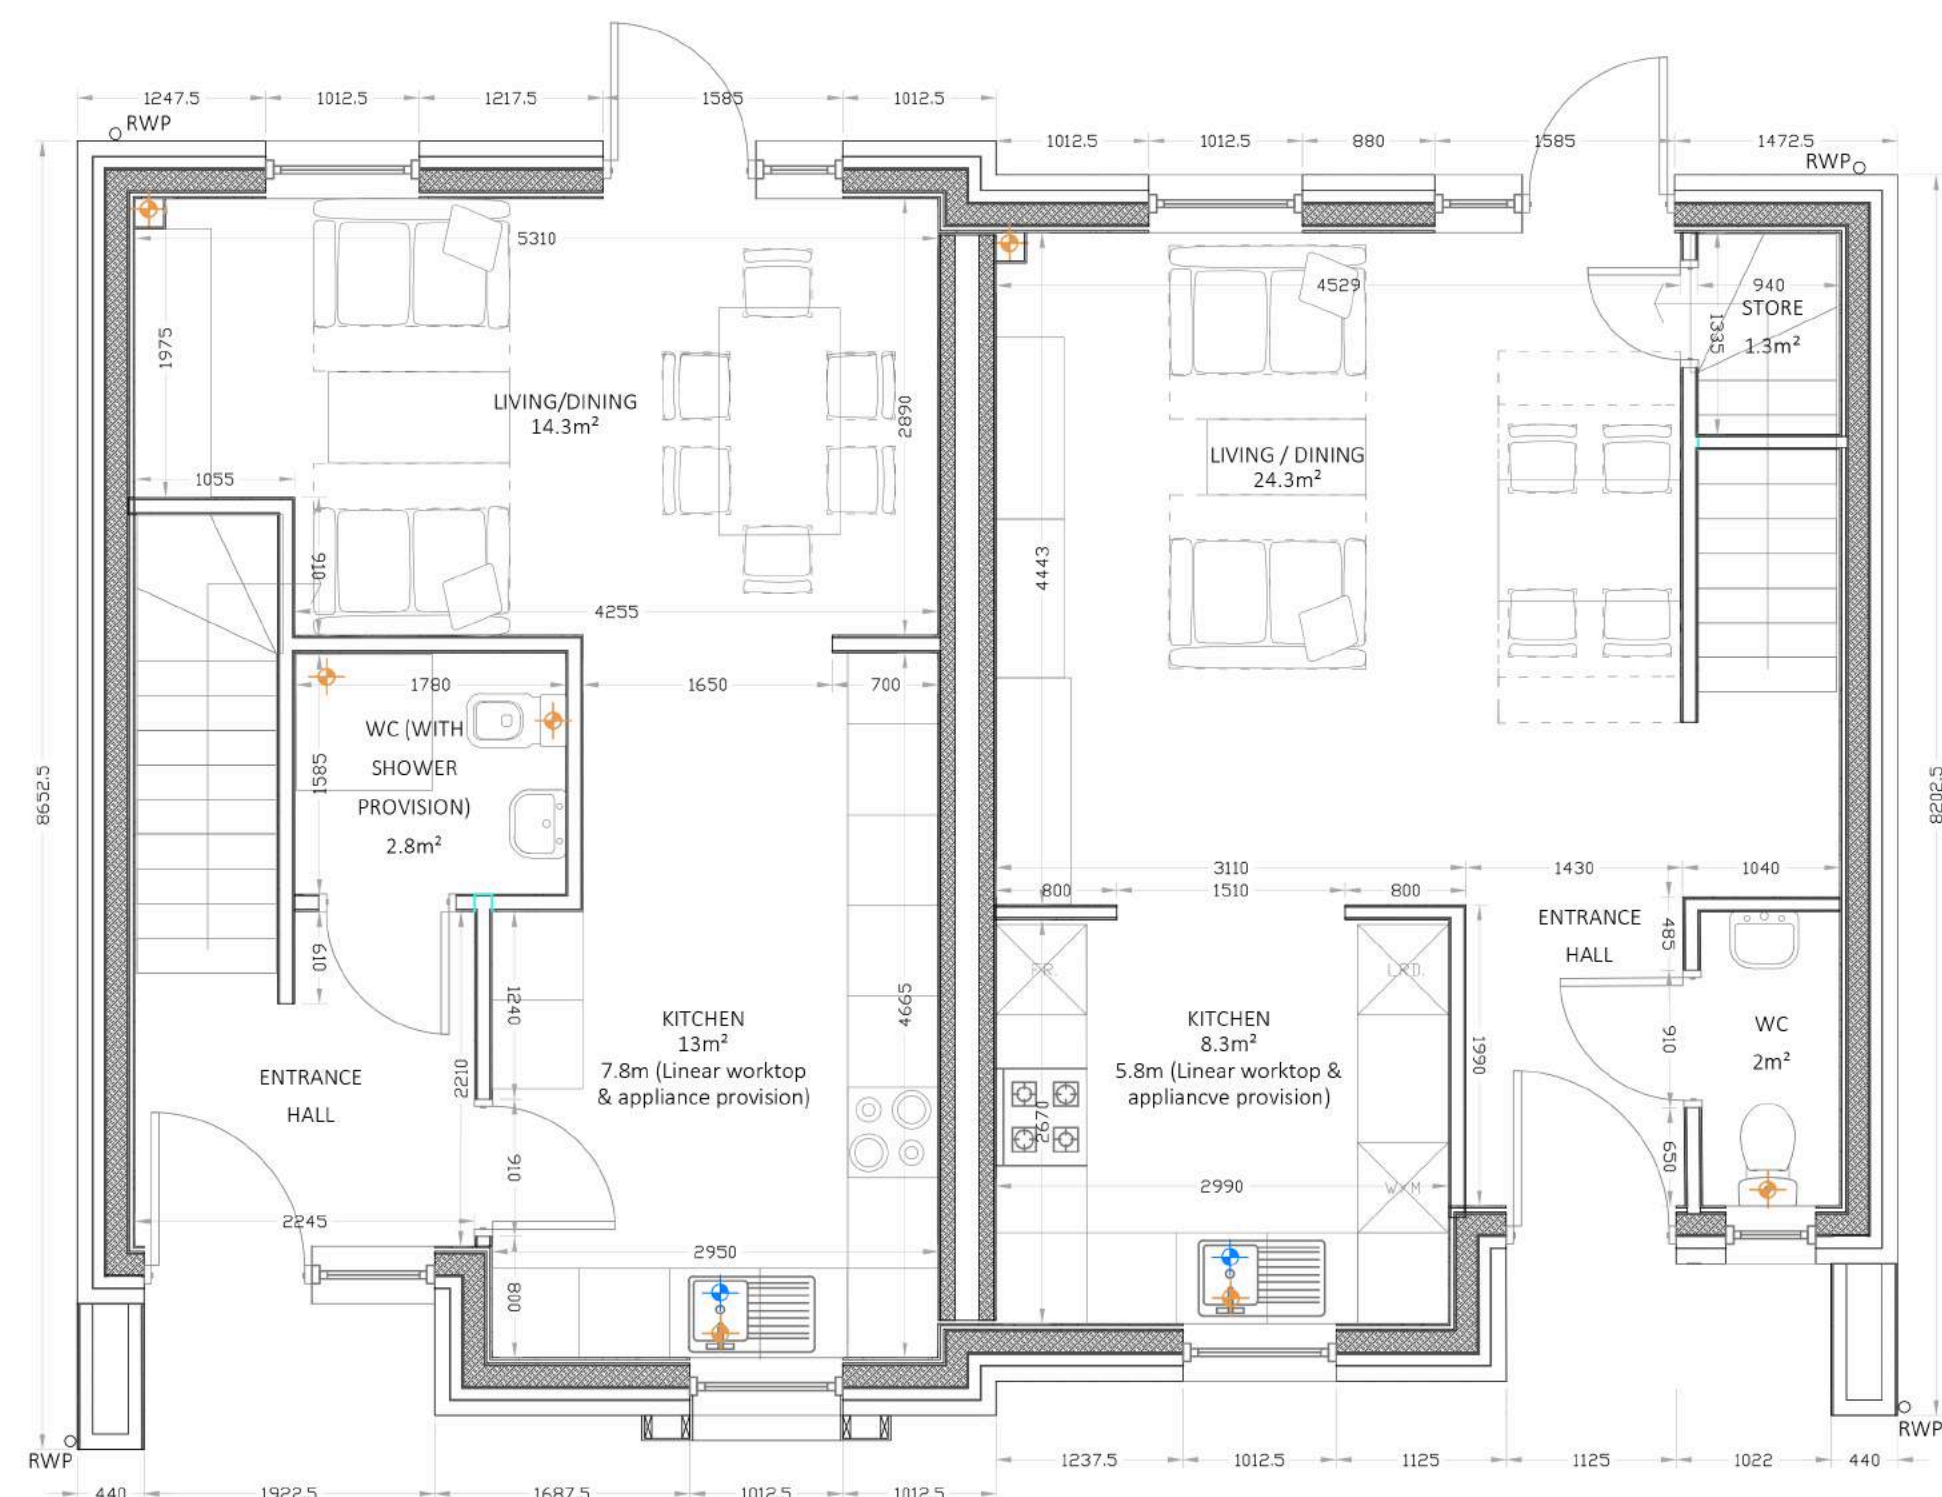 1247.5 1012.5 1217.5 1585 1012.5
RWP
1012.5 1012.5 880 1585 1472.5
RWP
5310
4529
940
STORE
1.3m²
1335
1975
LIVING/DINING
14.3m²
2890
1055
LIVING / DINING
24.3m²
4443
910
4255
1780
1650
700
WC (WITH
SHOWER
PROVISION)
2.8m²
1585
8652.5
8202.5
3110
1430
1040
800
1510
800
ENTRANCE
HALL
485
610
1240
2210
4665
KITCHEN
13m²
7.8m (Linear worktop
& appliance provision)
FR.
KITCHEN
8.3m²
5.8m (Linear worktop &
appliancve provision)
1990
910
WC
2m²
ENTRANCE
HALL
2670
910
650
2990
W.M
2245
2950
800
RWP
RWP
1237.5 1012.5 1125 1125 1022 440
440 1922.5 1687.5 1012.5 1012.5